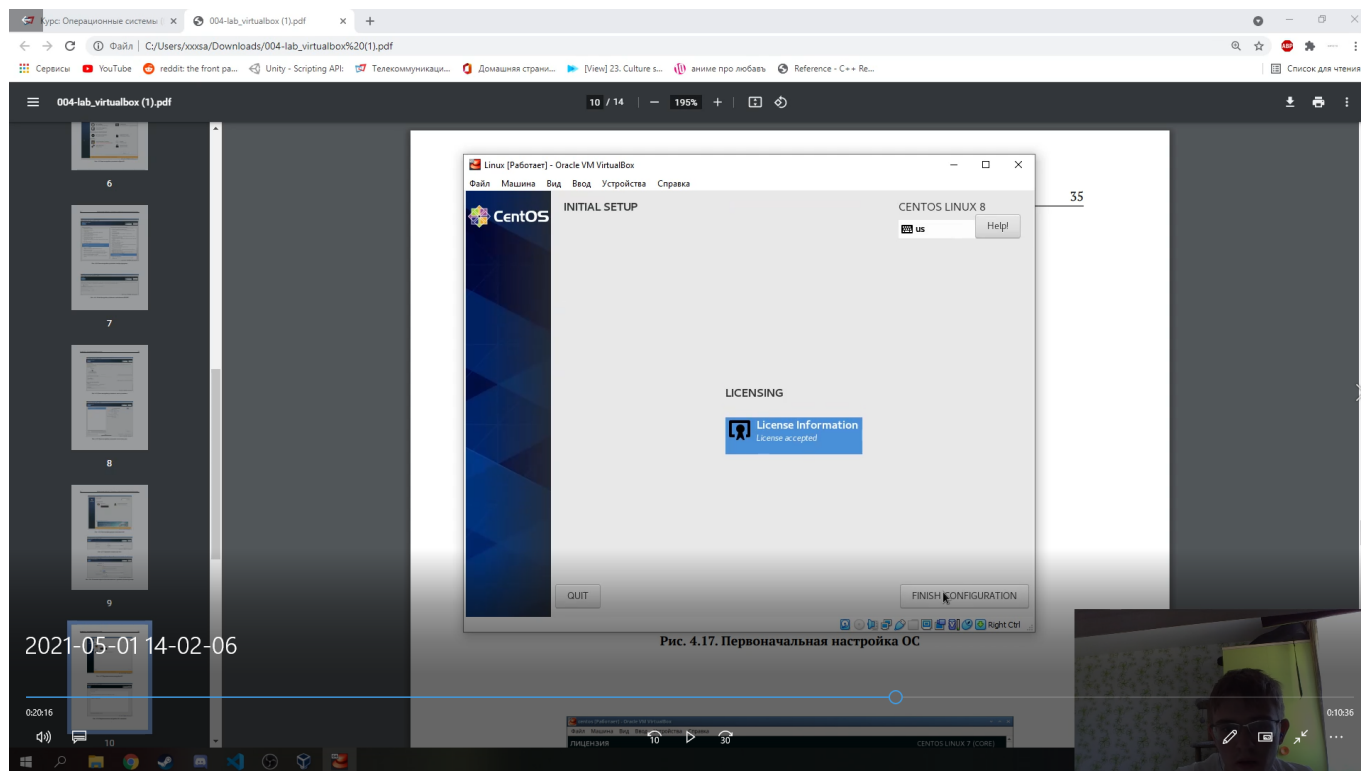 Курс: Операционные системы
004-lab_virtualbox (1).pdf
Файл
C:/Users/xxxsa/Downloads/004-lab_virtualbox%20(1).pdf
ABP
Сервисы
YouTube
reddit: the front pa...
Unity - Scripting API:
Телекоммуникаци...
Домашняя страни...
[View] 23. Culture s...
аниме про любавь
Reference - C++ Re...
Список для чтения
004-lab_virtualbox (1).pdf
10 / 14
195%
6
7
8
9
10
35
Linux [Работает] - Oracle VM VirtualBox
Файл Машина Вид Ввод Устройства Справка
CentOS
INITIAL SETUP
CENTOS LINUX 8
us
Help!
LICENSING
License Information
License accepted
QUIT
FINISH CONFIGURATION
Right Ctrl
Рис. 4.17. Первоначальная настройка ОС
2021-05-01 14-02-06
0:20:16
0:10:36
10
30
ЛИЦЕНЗИЯ
CENTOS LINUX 7 (CORE)